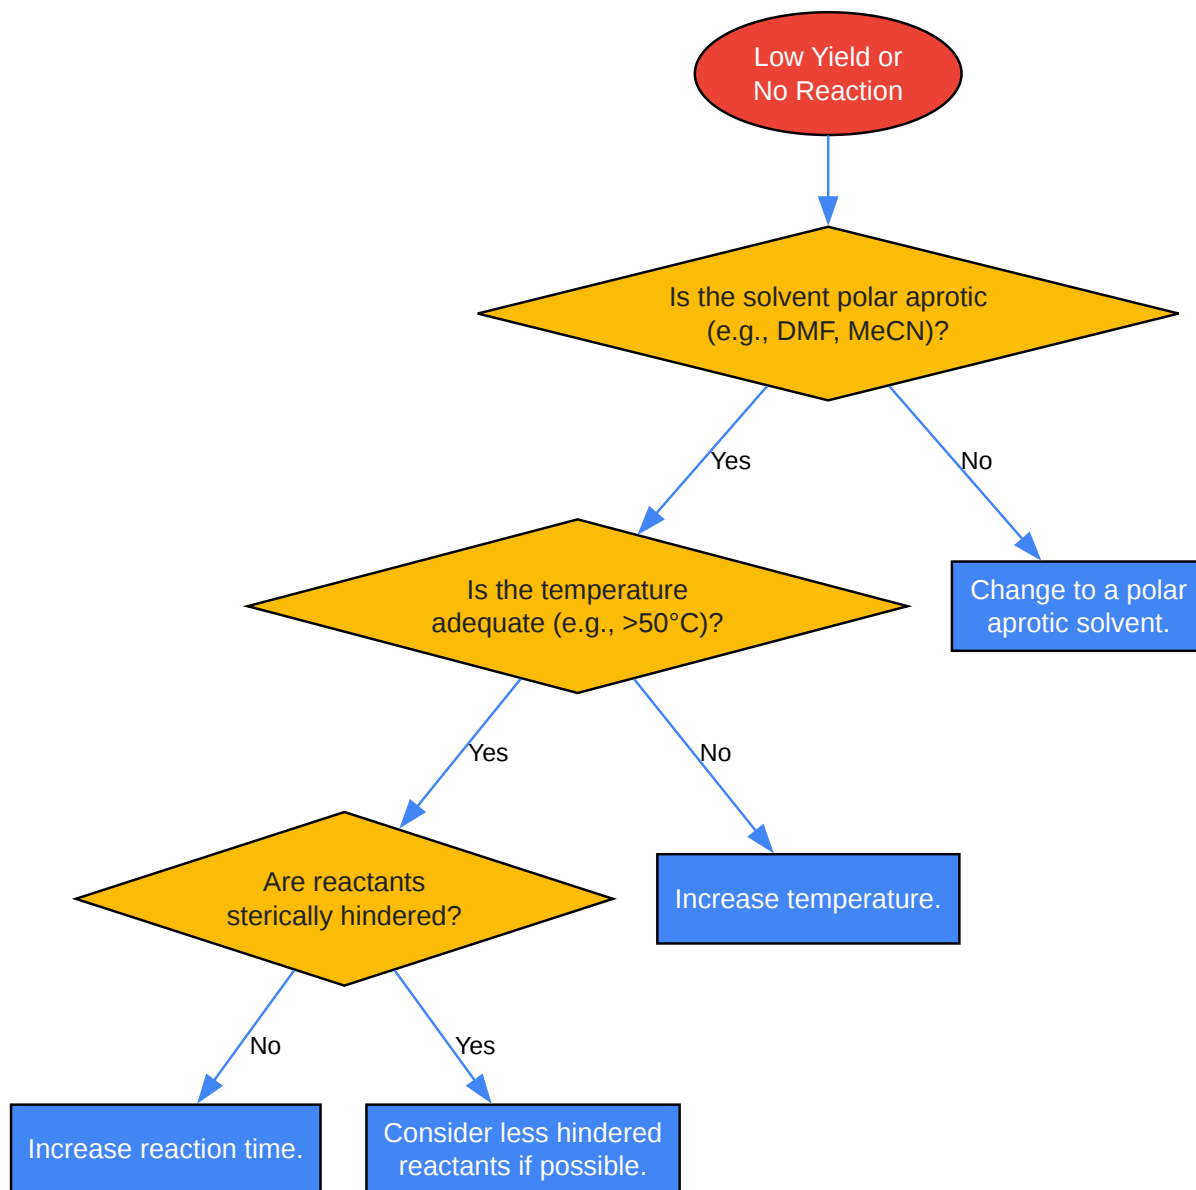 Low Yield or
No Reaction
Is the solvent polar aprotic
(e.g., DMF, MeCN)?
Yes
No
Is the temperature
adequate (e.g., >50°C)?
Change to a polar
aprotic solvent.
Yes
No
Are reactants
sterically hindered?
Increase temperature.
No
Yes
Increase reaction time.
Consider less hindered
reactants if possible.